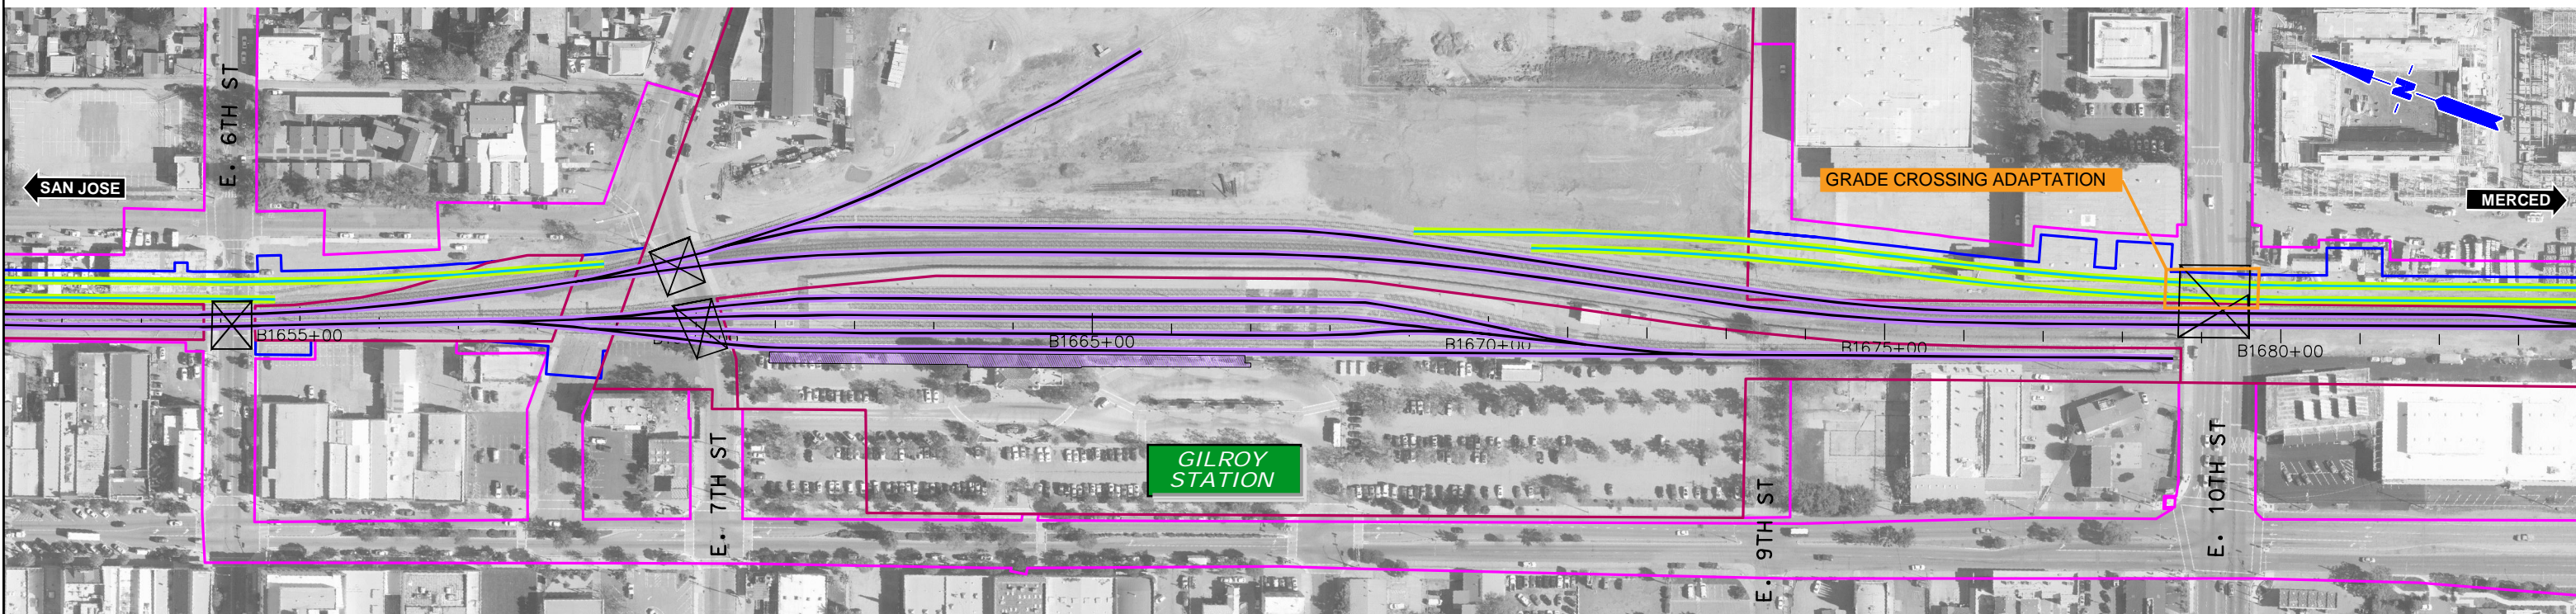 E. 6TH ST
SAN JOSE
GRADE CROSSING ADAPTATION
N
MERCED
B1655+00
B1665+00
B1670+00
B1675+00
B1680+00
E. 7TH ST
GILROY
STATION
E. 9TH ST
E. 10TH ST